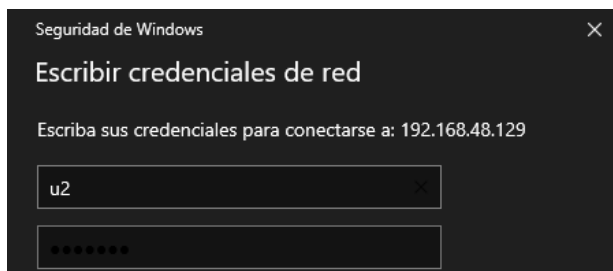 Seguridad de Windows
Escribir credenciales de red
Escriba sus credenciales para conectarse a: 192.168.48.129
u2
•••••••